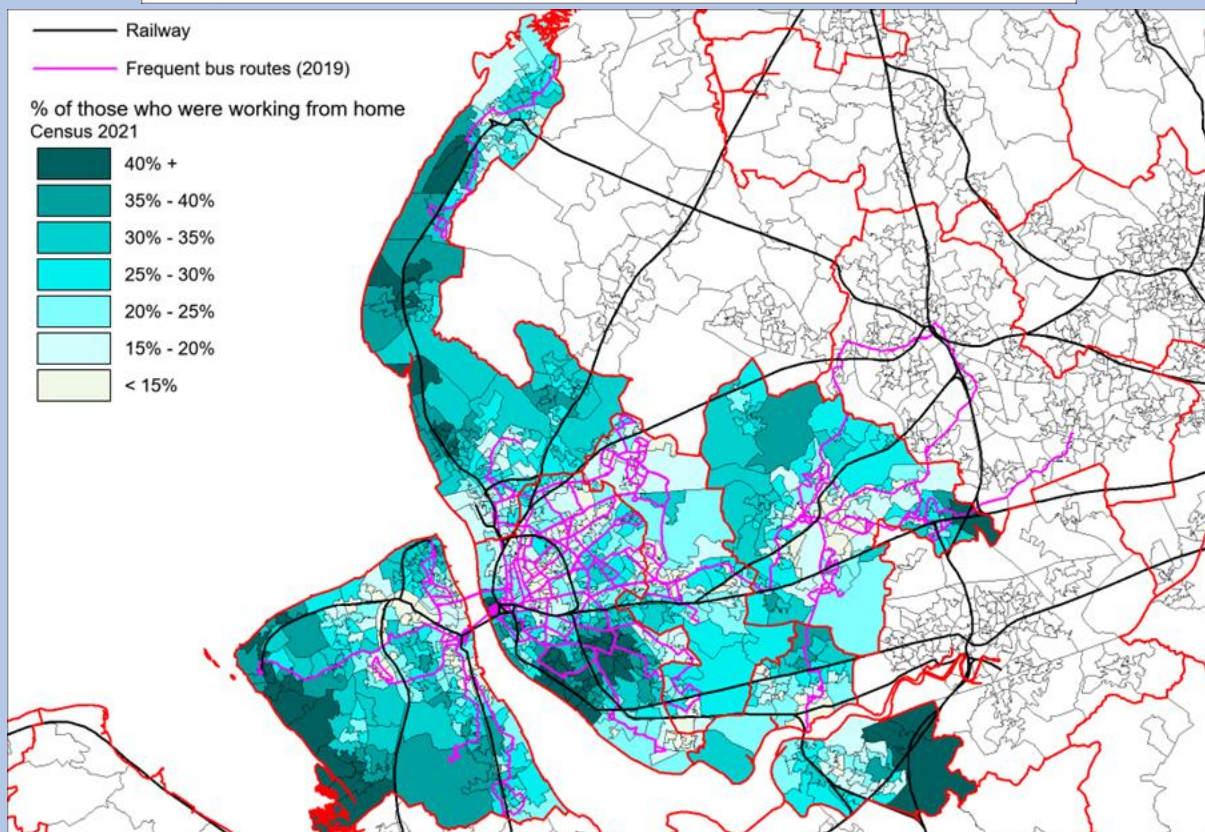 Railway
Frequent bus routes (2019)
% of those who were working from home
Census 2021
40% +
35% - 40%
30% - 35%
25% - 30%
20% - 25%
15% - 20%
< 15%